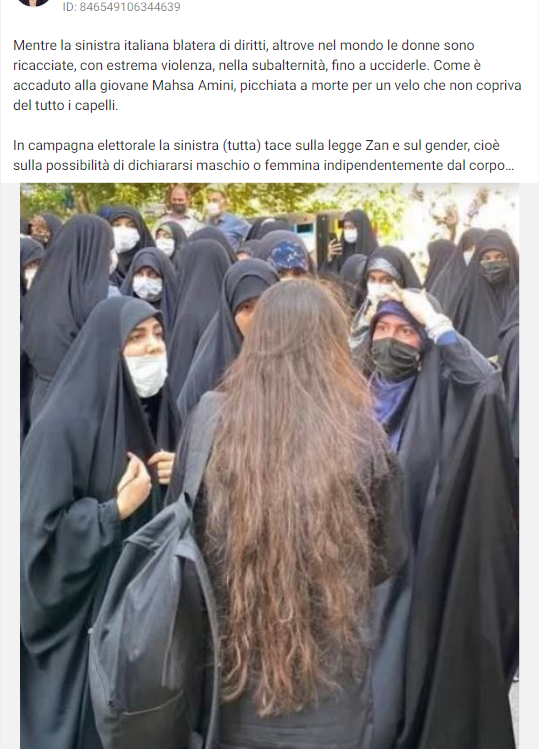 ID: 846549106344639
Mentre la sinistra italiana blatera di diritti, altrove nel mondo le donne sono
ricacciate, con estrema violenza, nella subalternità, fino a ucciderle. Come è
accaduto alla giovane Mahsa Amini, picchiata a morte per un velo che non copriva
del tutto i capelli.
In campagna elettorale la sinistra (tutta) tace sulla legge Zan e sul gender, cioè
sulla possibilità di dichiararsi maschio o femmina indipendentemente dal corpo...